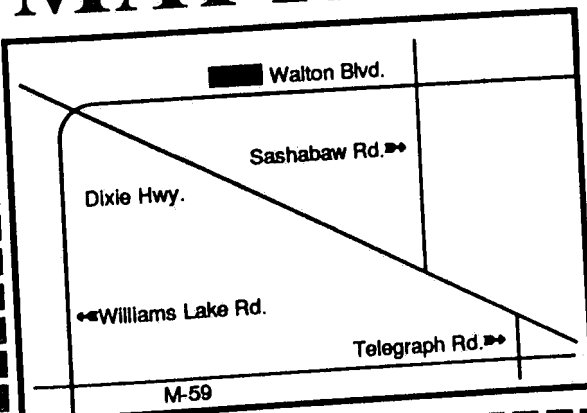 Walton Blvd.
Sashabaw Rd.
Dixie Hwy.
Williams Lake Rd.
Telegraph Rd.
M-59